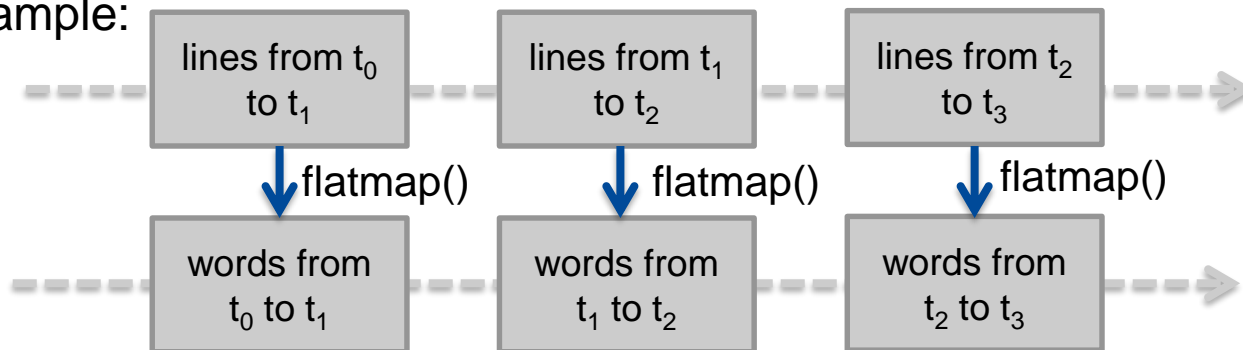 ample:
lines from t₀
to t₁
lines from t₁
to t₂
lines from t₂
to t₃
flatmap()
flatmap()
flatmap()
words from
t₀ to t₁
words from
t₁ to t₂
words from
t₂ to t₃